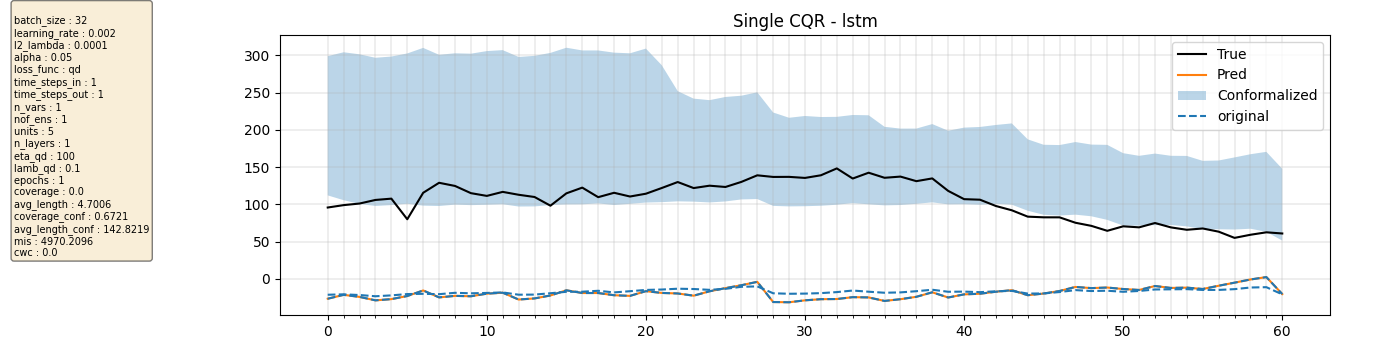 batch_size : 32
learning_rate : 0.002
l2_lambda : 0.0001
alpha : 0.05
loss_func : qd
time_steps_in : 1
time_steps_out : 1
n_vars : 1
nof_ens : 1
units : 5
n_layers : 1
eta_qd : 100
lamb_qd : 0.1
epochs : 1
coverage : 0.0
avg_length : 4.7006
coverage_conf : 0.6721
avg_length_conf : 142.8219
mis : 4970.2096
cwc : 0.0
Single CQR - lstm
300
250
200
150
100
50
0
True
Pred
Conformalized
original
0 10 20 30 40 50 60